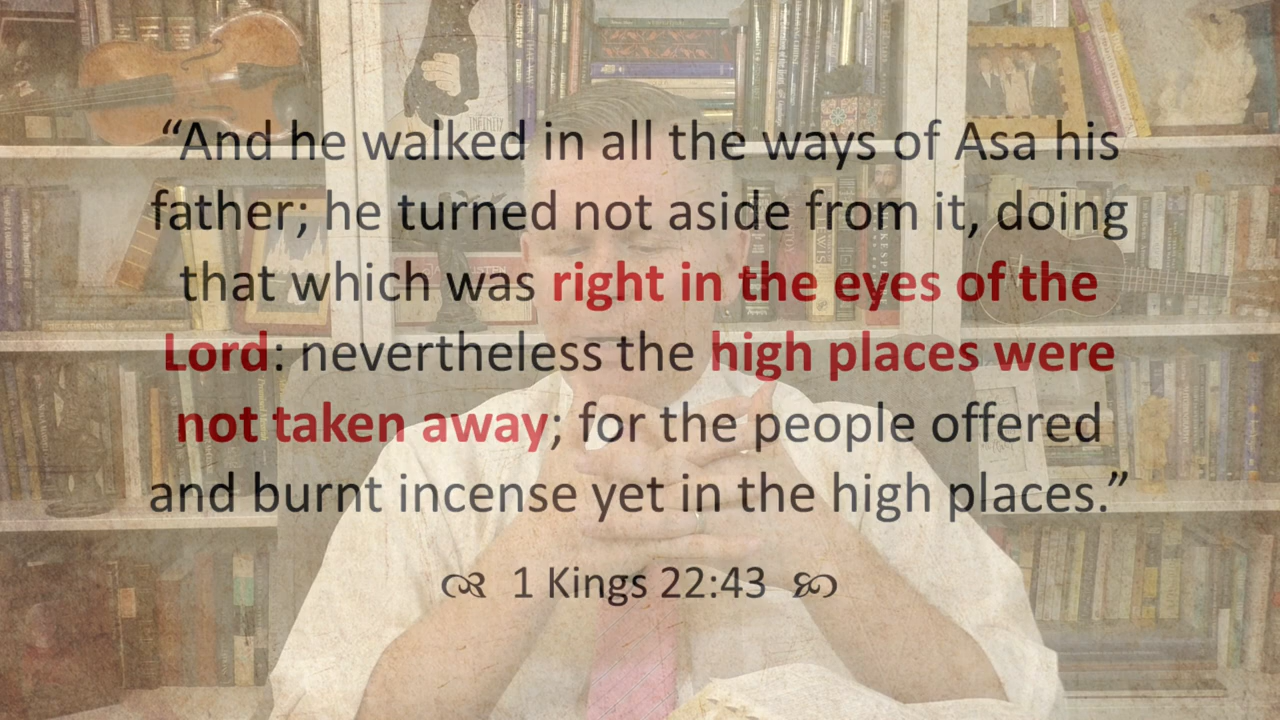 “And he walked in all the ways of Asa his
father; he turned not aside from it, doing
that which was right in the eyes of the
Lord: nevertheless the high places were
not taken away; for the people offered
and burnt incense yet in the high places.”
1 Kings 22:43